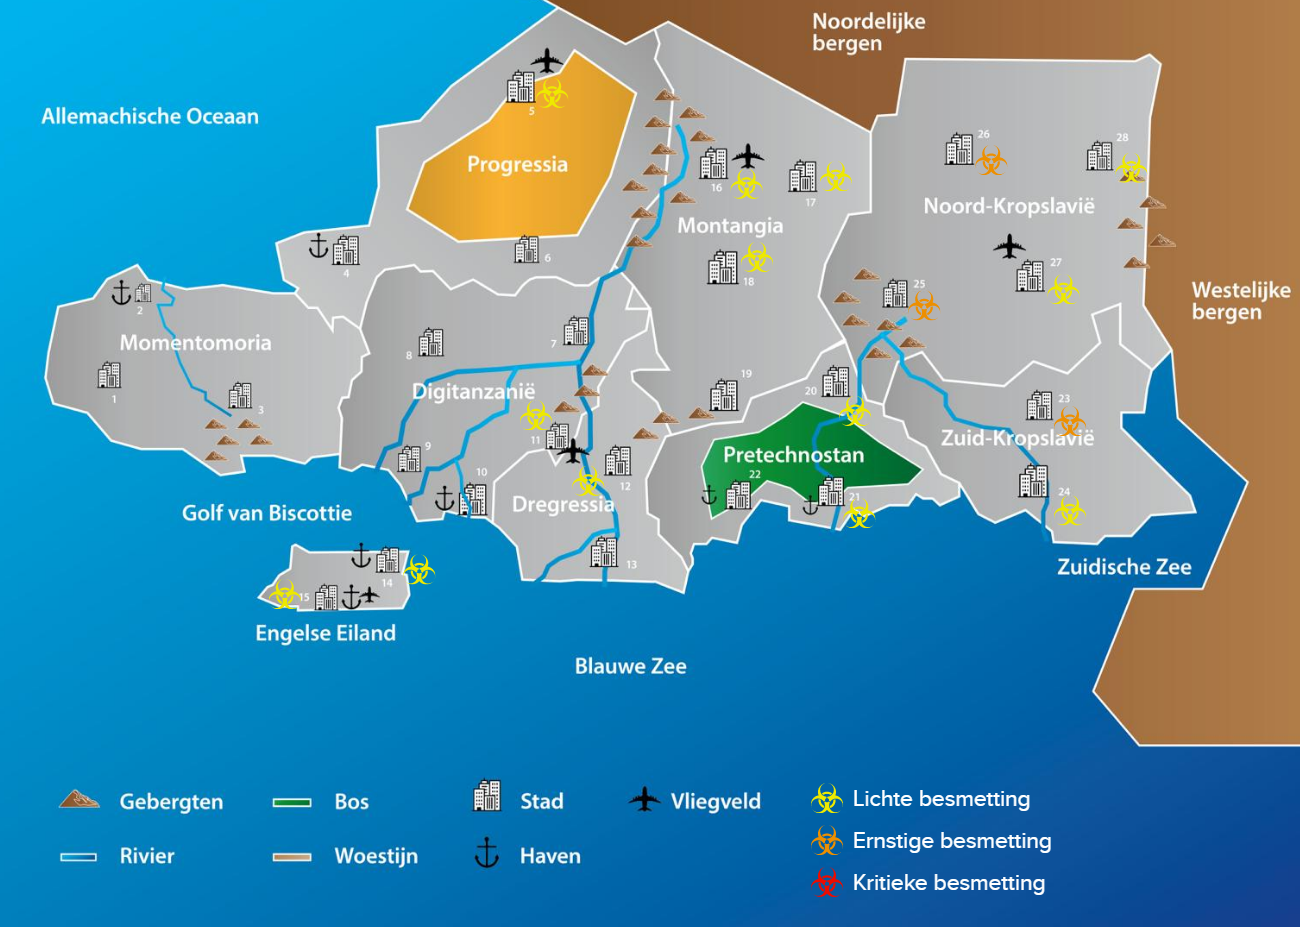 Noordelijke
bergen
Allemachische Oceaan
5
Progressia
26
28
16
17
Noord-Kropslavië
Montangia
4
6
27
18
25
Westelijke
bergen
2
Momentomoria
7
8
1
3
Digitanzanië
19
20
23
11
Zuid-Kropslavië
9
10
Pretechnostan
22
12
24
21
Dregressia
Golf van Biscottie
13
14
15
Zuidische Zee
Engelse Eiland
Blauwe Zee
Gebergten
Bos
Stad
Vliegveld
Lichte besmetting
Rivier
Woestijn
Haven
Ernstige besmetting
Kritieke besmetting